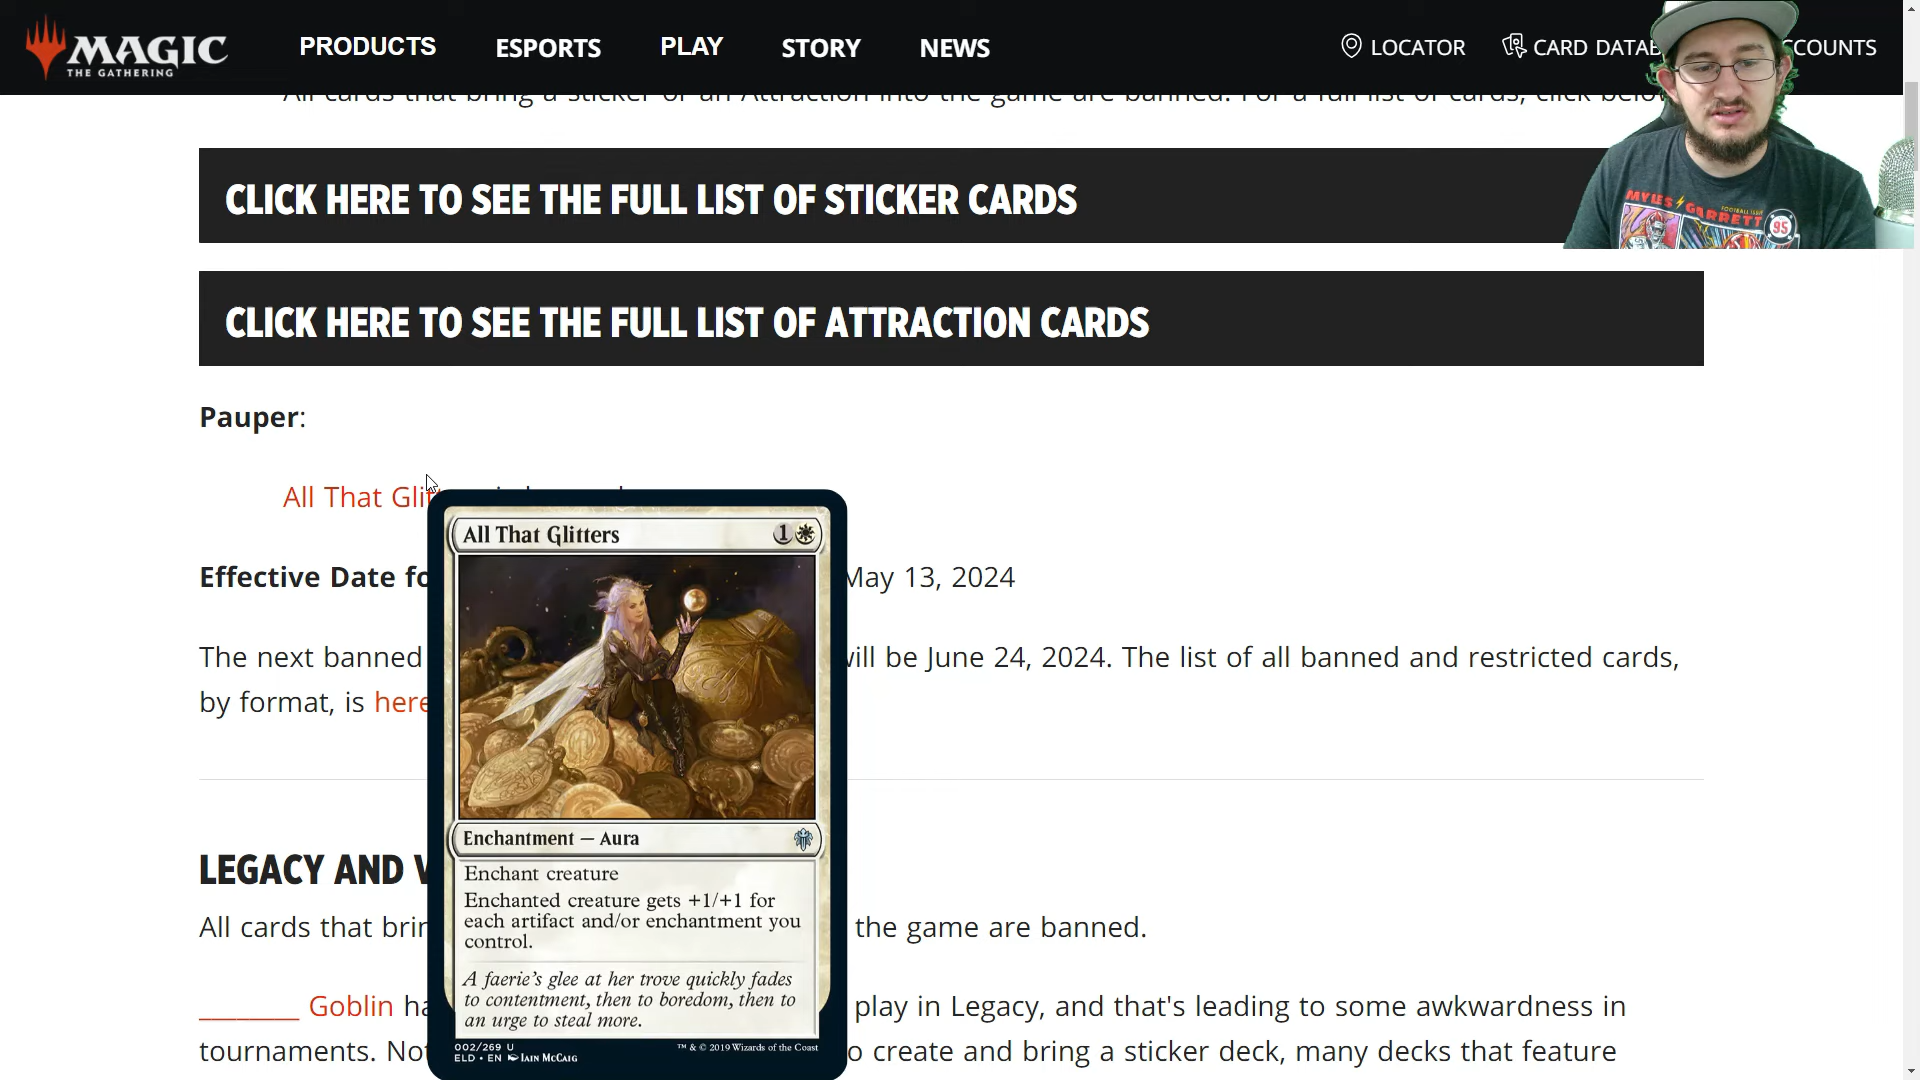 MAGIC
THE GATHERING
PRODUCTS
ESPORTS
PLAY
STORY
NEWS
LOCATOR
CARD
COUNTS
All cards that bring a sticker or an Attraction into the game are banned. For a full list of cards, click
CLICK HERE TO SEE THE FULL LIST OF STICKER CARDS
MYLES GARRETT
95
CLICK HERE TO SEE THE FULL LIST OF ATTRACTION CARDS
Pauper:
All That
Effective Date
May 13, 2024
The next banned
will be June 24, 2024. The list of all banned and restricted cards,
by format, is here
LEGACY AND
All cards that
the game are banned.
________ Goblin
play in Legacy, and that's leading to some awkwardness in
tournaments.
create and bring a sticker deck, many decks that feature
All That Glitters 1
Enchantment — Aura
Enchant creature
Enchanted creature gets +1/+1 for
each artifact and/or enchantment you
control.
A faerie's glee at her trove quickly fades
to contentment, then to boredom, then to
an urge to steal more.
002/269 U
ELD • EN IAIN MCCAIG
™ & © 2019 Wizards of the Coast